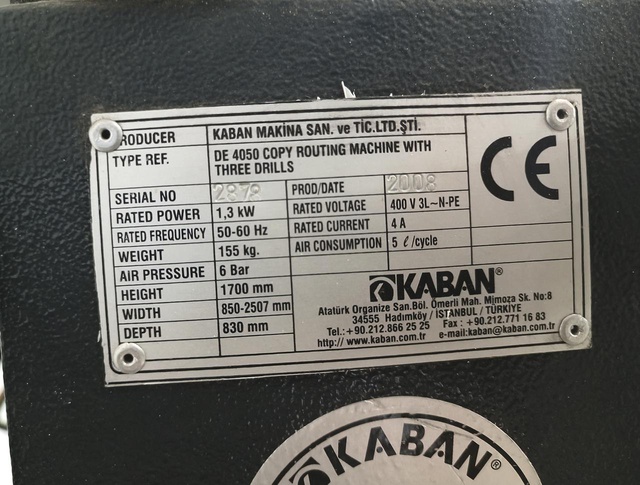 PRODUCER KABAN MAKİNA SAN. ve TİC.LTD.ŞTİ.
TYPE REF. DE 4050 COPY ROUTING MACHINE WITH
THREE DRILLS
SERIAL NO 2878 PROD/DATE 2008
RATED POWER 1,3 kW RATED VOLTAGE 400 V 3L~N-PE
RATED FREQUENCY 50-60 Hz RATED CURRENT 4 A
WEIGHT 155 kg. AIR CONSUMPTION 5 ℓ/cycle
AIR PRESSURE 6 Bar
HEIGHT 1700 mm
WIDTH 850-2507 mm
DEPTH 830 mm
CE
KABAN®
Atatürk Organize San.Böl. Ömerli Mah. Mimoza Sk. No:8
34555 Hadımköy / İSTANBUL / TÜRKİYE
Tel.:+90.212.866 25 25 Fax : +90.212.771 16 83
http:// www.kaban.com.tr e-mail:kaban@kaban.com.tr
KABAN®